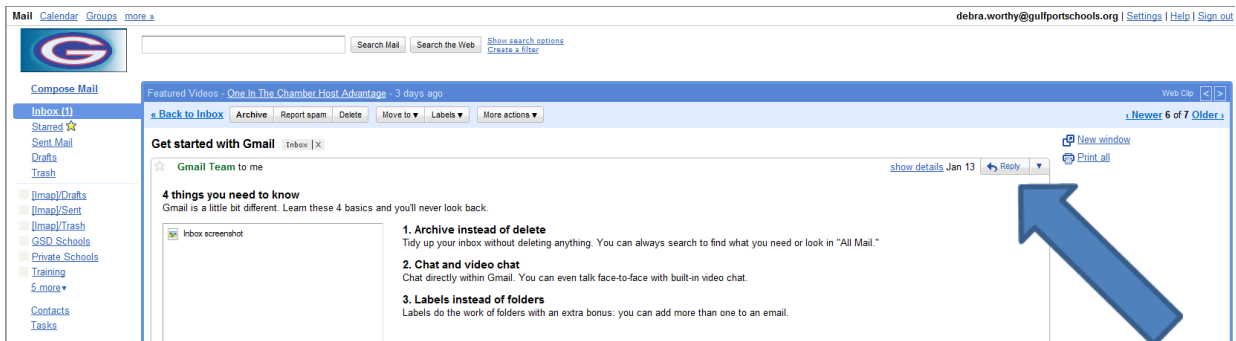 Mail Calendar Groups more » debra.worthy@gulfportschools.org | Settings | Help | Sign out
G
Search Mail Search the Web Show search options
Create a filter
Compose Mail
Inbox (1)
Starred
Sent Mail
Drafts
Trash
[Imap]/Drafts
[Imap]/Sent
[Imap]/Trash
GSD Schools
Private Schools
Training
5 more▼
Contacts
Tasks
Featured Videos - One In The Chamber Host Advantage - 3 days ago Web Clip < >
« Back to Inbox Archive Report spam Delete Move to ▼ Labels ▼ More actions ▼ ‹ Newer 6 of 7 Older ›
Get started with Gmail Inbox | X
New window
Print all
Gmail Team to me show details Jan 13 Reply ▼
4 things you need to know
Gmail is a little bit different. Learn these 4 basics and you'll never look back.
Inbox screenshot
1. Archive instead of delete
Tidy up your inbox without deleting anything. You can always search to find what you need or look in "All Mail."
2. Chat and video chat
Chat directly within Gmail. You can even talk face-to-face with built-in video chat.
3. Labels instead of folders
Labels do the work of folders with an extra bonus: you can add more than one to an email.